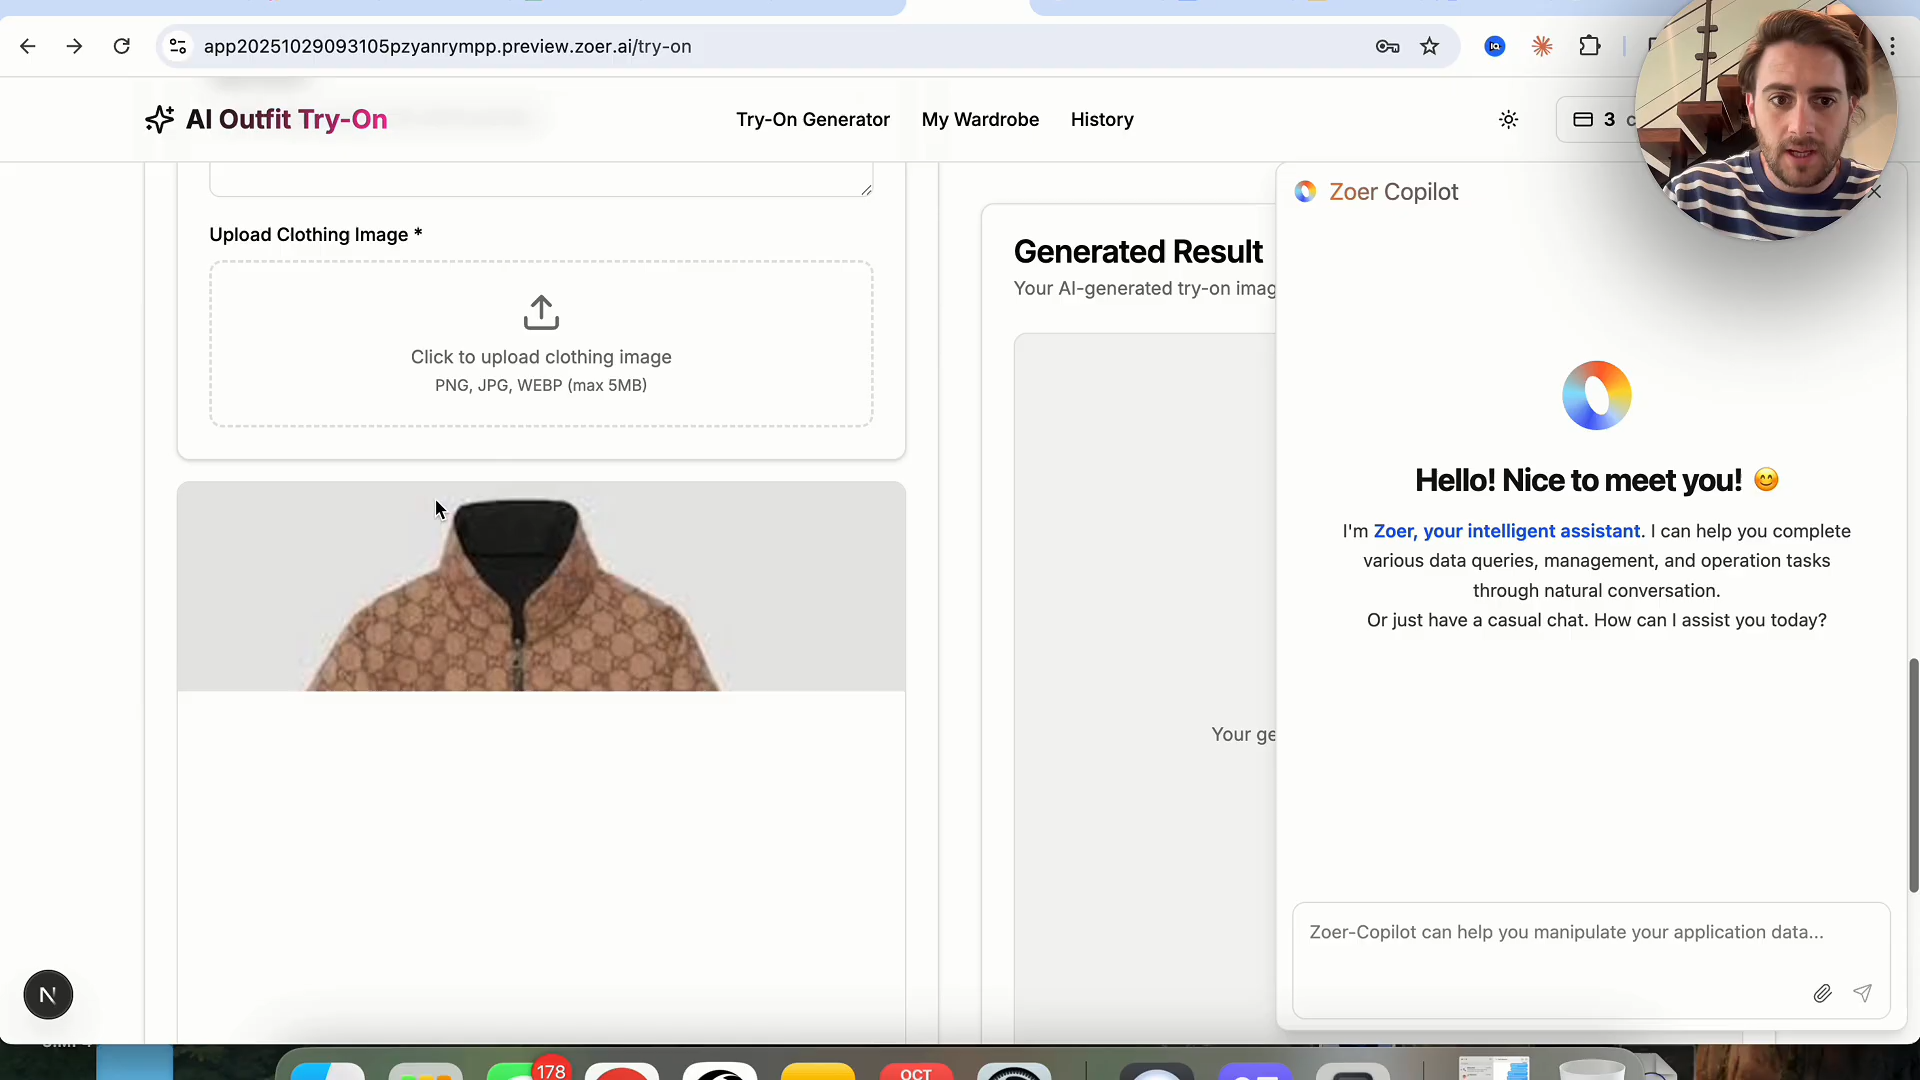 app20251029093105pzyanrympp.preview.zoer.ai/try-on
AI Outfit Try-On
Try-On Generator
My Wardrobe
History
3
Zoer Copilot
Upload Clothing Image *
Click to upload clothing image
PNG, JPG, WEBP (max 5MB)
Generated Result
Your AI-generated try-on imag
Your ge
Hello! Nice to meet you! 😊
I'm Zoer, your intelligent assistant. I can help you complete
various data queries, management, and operation tasks
through natural conversation.
Or just have a casual chat. How can I assist you today?
Zoer-Copilot can help you manipulate your application data...
N
178
OCT